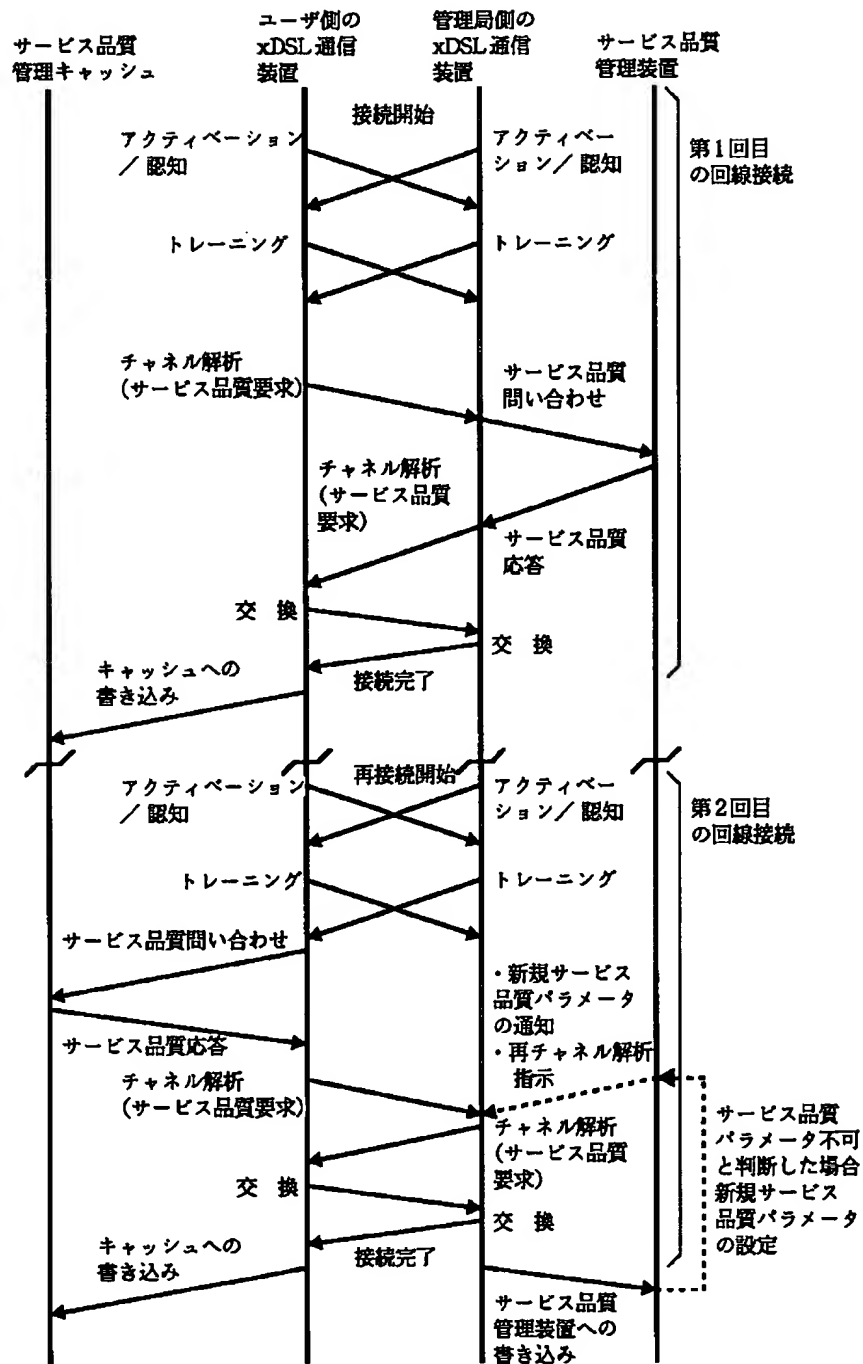 サービス品質
管理キャッシュ
ユーザ側の
xDSL通信
装置
管理局側の
xDSL通信
装置
サービス品質
管理装置
接続開始
アクティベーション
／認知
アクティベー
ション／認知
第1回目
の回線接続
トレーニング
トレーニング
チャネル解析
(サービス品質要求)
サービス品質
問い合わせ
チャネル解析
(サービス品質
要求)
サービス品質
応答
交 換
交 換
キャッシュへの
書き込み
接続完了
再接続開始
アクティベーション
／認知
アクティベー
ション／認知
第2回目
の回線接続
トレーニング
トレーニング
サービス品質問い合わせ
・新規サービス
品質パラメータ
の通知
・再チャネル解析
指示
サービス品質応答
チャネル解析
(サービス品質要求)
チャネル解析
(サービス品質
要求)
サービス品質
パラメータ不可
と判断した場合
新規サービス
品質パラメータ
の設定
交 換
交 換
キャッシュへの
書き込み
接続完了
サービス品質
管理装置への
書き込み